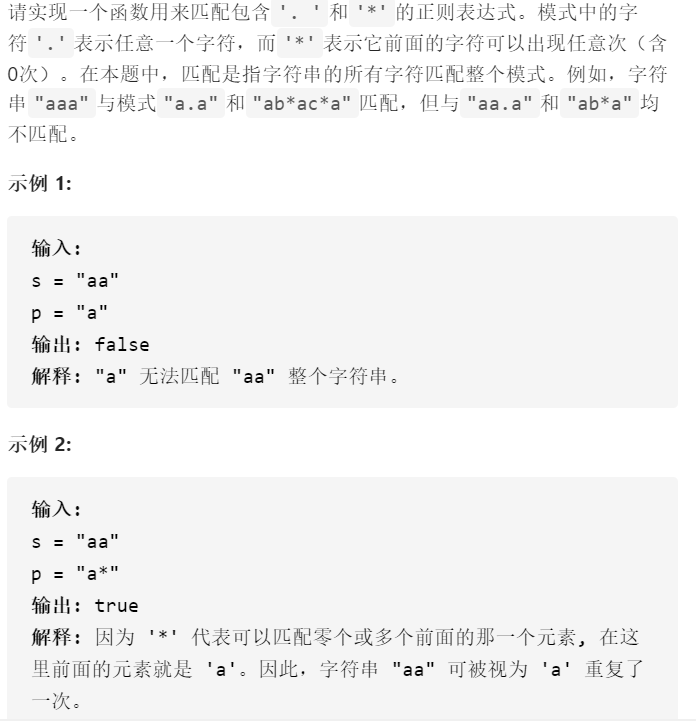 请实现一个函数用来匹配包含'. '和'*'的正则表达式。模式中的字
符'.'表示任意一个字符，而'*'表示它前面的字符可以出现任意次（含
0次）。在本题中，匹配是指字符串的所有字符匹配整个模式。例如，字符
串"aaa"与模式"a.a"和"ab*ac*a"匹配，但与"aa.a"和"ab*a"均
不匹配。
示例 1:
输入:
s = "aa"
p = "a"
输出: false
解释: "a" 无法匹配 "aa" 整个字符串。
示例 2:
输入:
s = "aa"
p = "a*"
输出: true
解释: 因为 '*' 代表可以匹配零个或多个前面的那一个元素, 在这
里前面的元素就是 'a'。因此，字符串 "aa" 可被视为 'a' 重复了
一次。